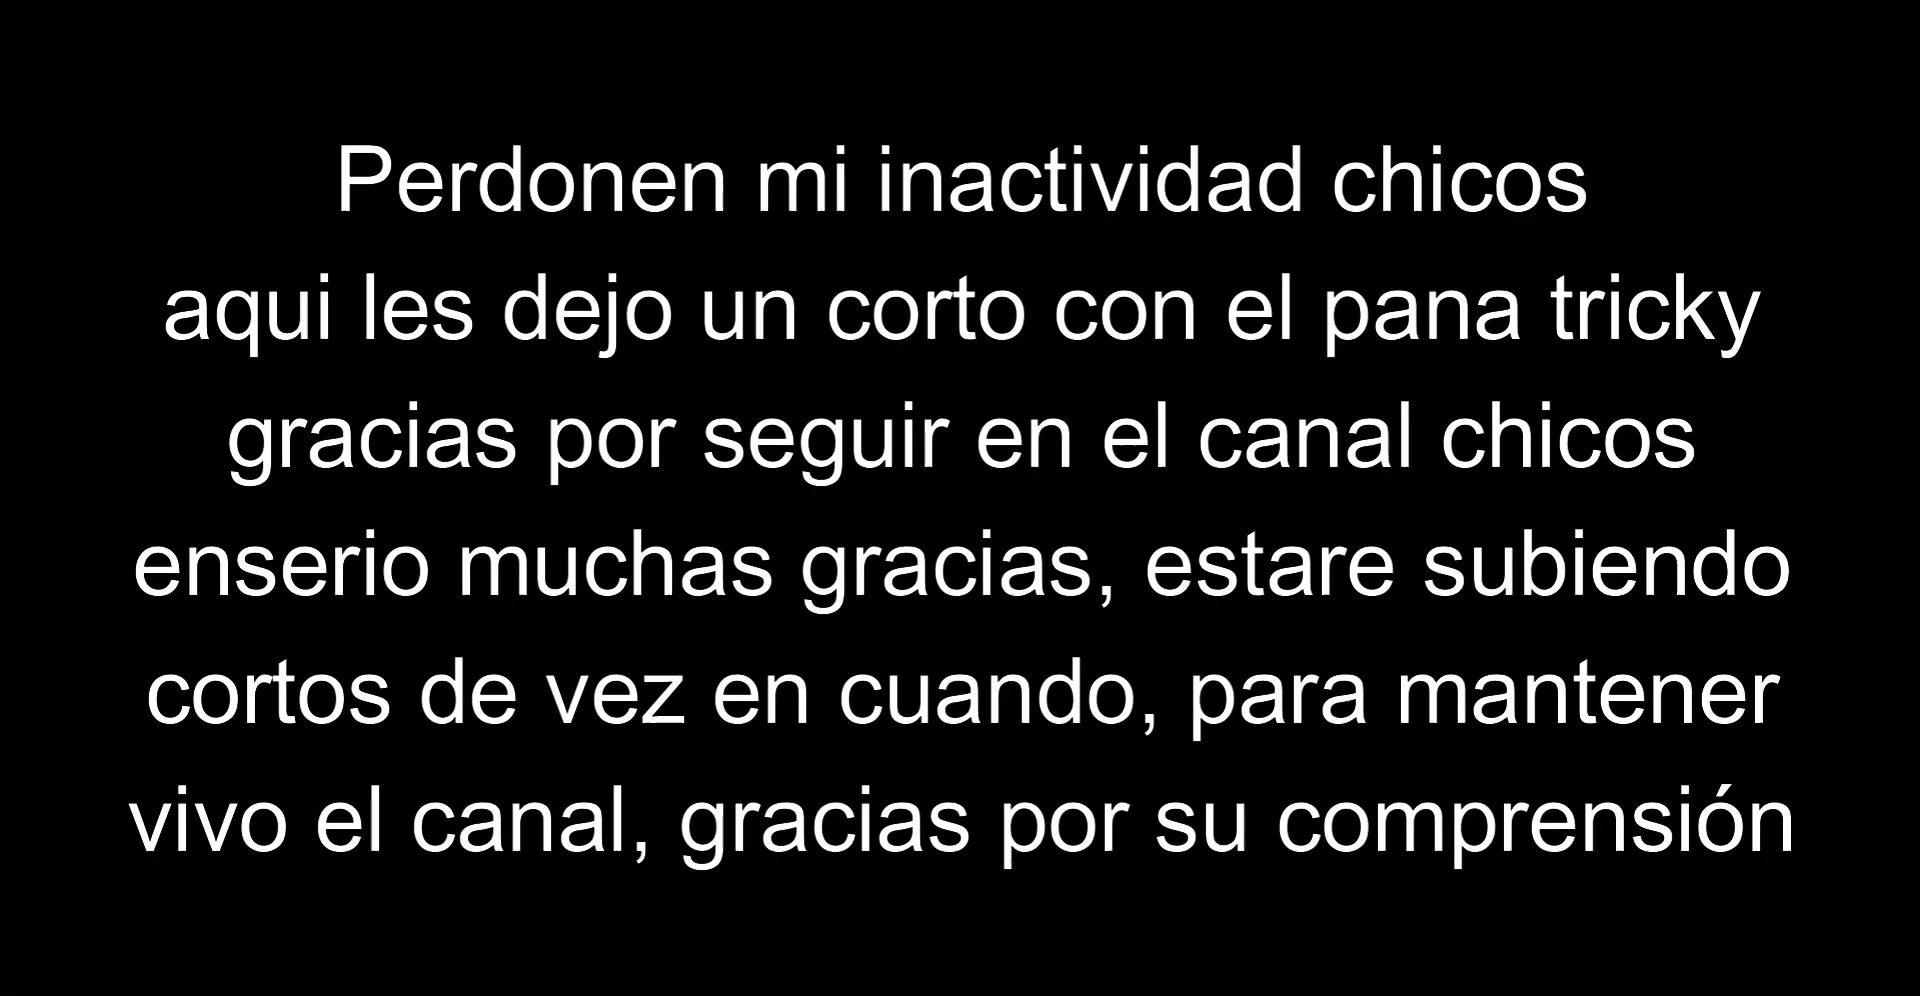 Perdonen mi inactividad chicos
aqui les dejo un corto con el pana tricky
gracias por seguir en el canal chicos
enserio muchas gracias, estare subiendo
cortos de vez en cuando, para mantener
vivo el canal, gracias por su comprensión